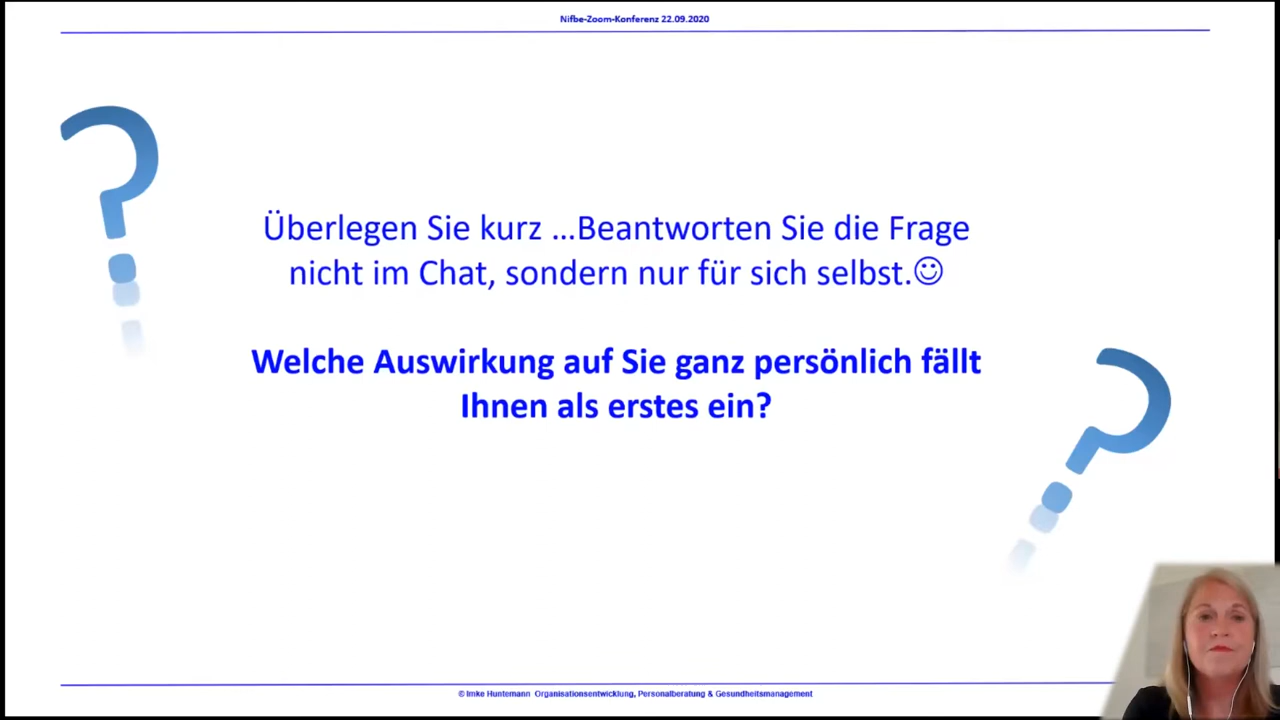 Nifbe-Zoom-Konferenz 22.09.2020
Überlegen Sie kurz ...Beantworten Sie die Frage
nicht im Chat, sondern nur für sich selbst.☺
Welche Auswirkung auf Sie ganz persönlich fällt
Ihnen als erstes ein?
© Imke Huntemann Organisationsentwicklung, Personalberatung & Gesundheitsmanagement